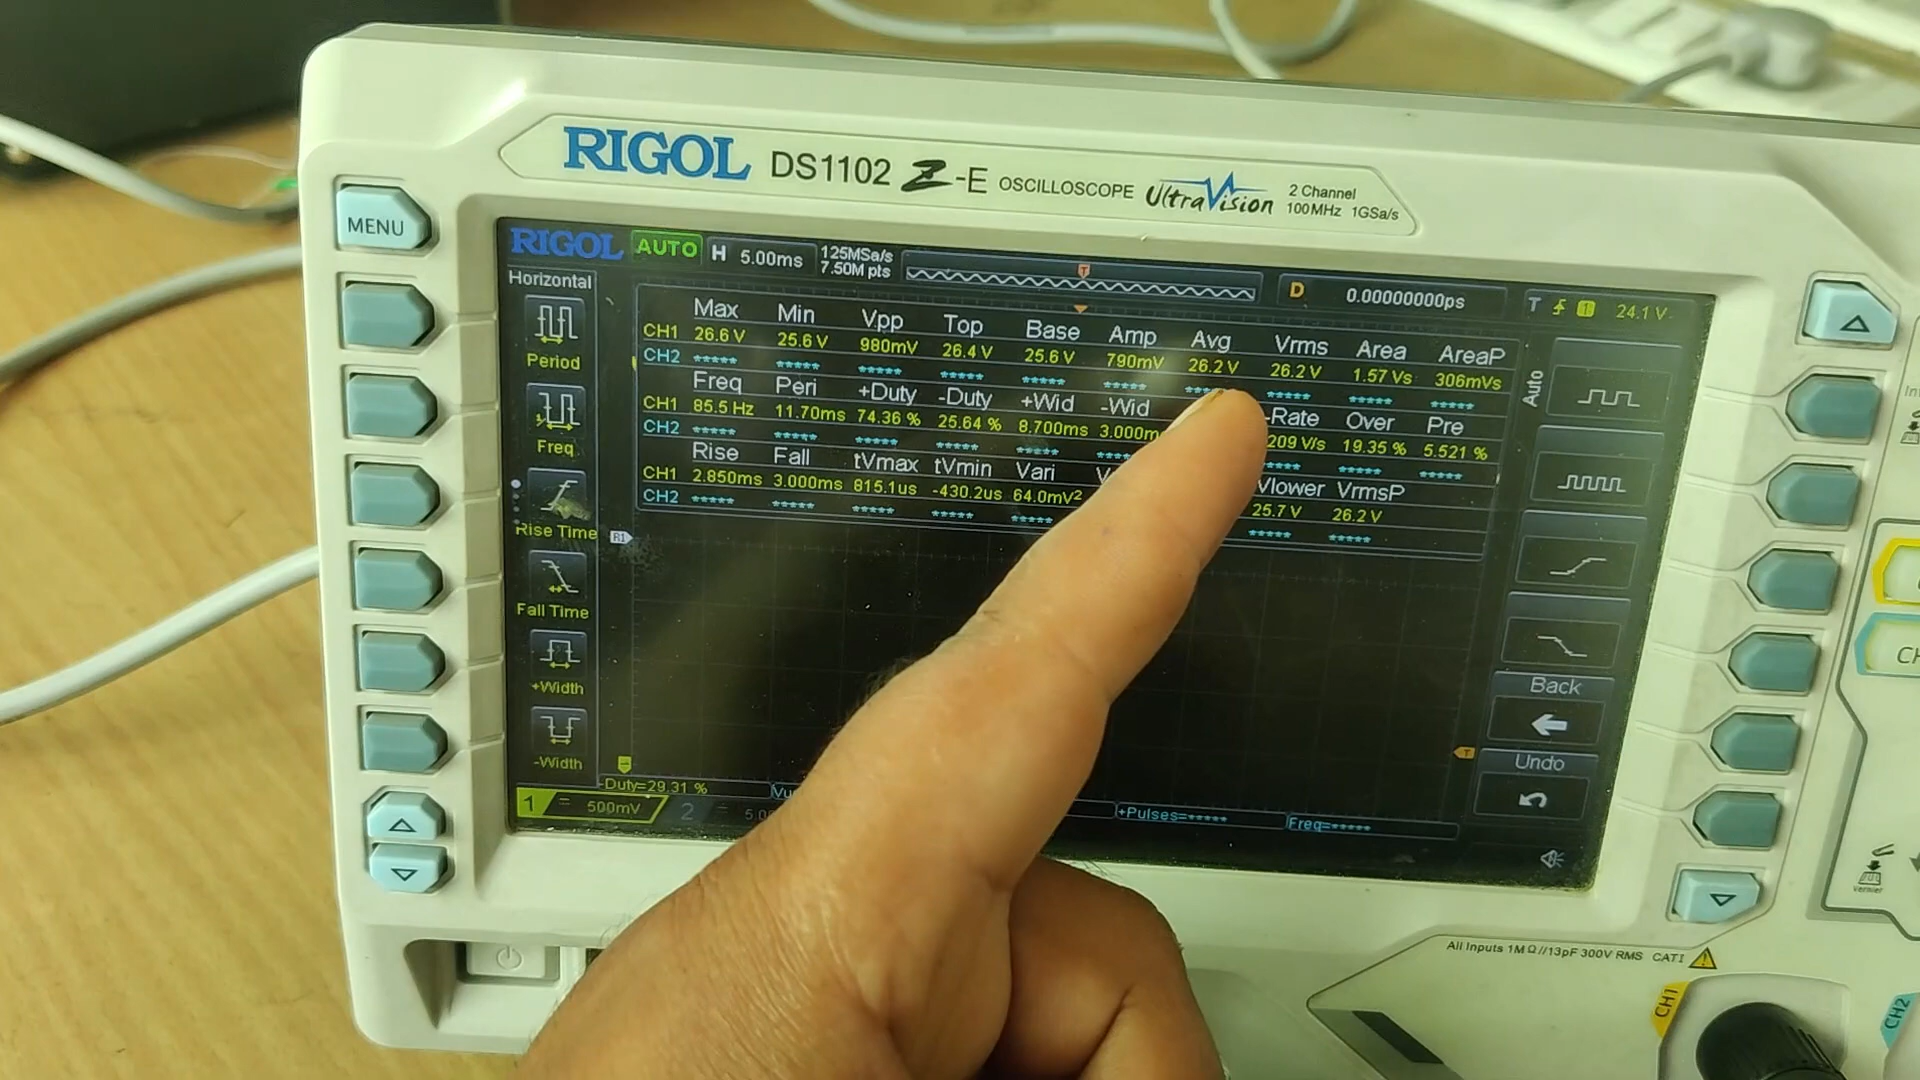 RIGOL DS1102 Z-E OSCILLOSCOPE UltraVision 2 Channel
100MHz 1GSa/s
MENU
RIGOL AUTO H 5.00ms 125MSa/s
7.50M pts
D 0.00000000ps T 1 24.1 V
Horizontal
Period
Freq
Rise Time
Fall Time
+Width
-Width
Max Min Vpp Top Base Amp Avg Vrms Area AreaP
CH1 26.6 V 25.6 V 980mV 26.4 V 25.6 V 790mV 26.2 V 26.2 V 1.57 Vs 306mVs
CH2 ***** ***** ***** ***** ***** ***** ***** ***** ***** *****
Freq Peri +Duty -Duty +Wid -Wid -Rate Over Pre
CH1 85.5 Hz 11.70ms 74.36 % 25.64 % 8.700ms 3.000m 209 V/s 19.35 % 5.521 %
CH2 ***** ***** ***** ***** ***** ***** ***** *****
Rise Fall tVmax tVmin Vari Vlower VrmsP
CH1 2.850ms 3.000ms 815.1us -430.2us 64.0mV² 25.7 V 26.2 V
CH2 ***** ***** ***** ***** ***** ***** *****
R1
T
Auto
Back
Undo
-Duty=29.31 %
+Pulses=***** Freq=*****
1 = 500mV 2 =
All Inputs 1MΩ//13pF 300V RMS CAT I
CH1
CH2
Vernier